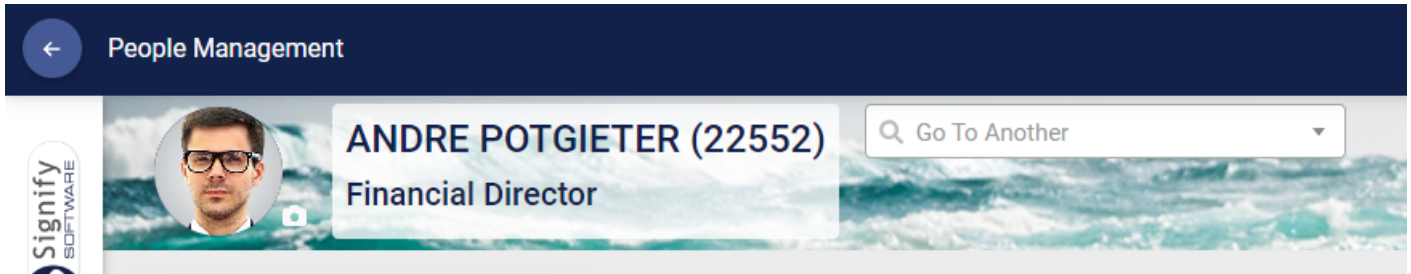 People Management
ANDRE POTGIETER (22552)
Go To Another
Financial Director
Signify
SOFTWARE